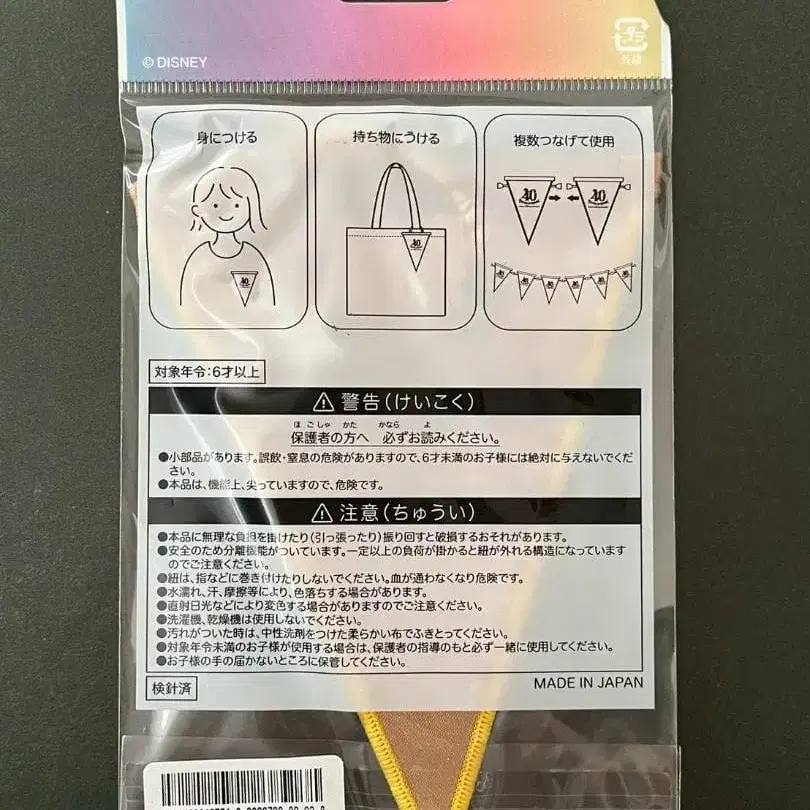 © DISNEY
プラ
外装
身につける
持ち物につける
複数つなげて使用
対象年令:6才以上
⚠ 警告(けいこく)
ほごしゃ かた かなら よ
保護者の方へ 必ずお読みください。
●小部品があります。誤飲・窒息の危険がありますので、6才未満のお子様には絶対に与えないでくだ
さい。
●本品は、機能上、尖っていますので、危険です。
⚠ 注意(ちゅうい)
●本品に無理な負担を掛けたり(引っ張ったり)振り回すと破損するおそれがあります。
●安全のため分離機能がついています。一定以上の負荷が掛かると紐が外れる構造になっています
のでご注意ください。
●紐は、指などに巻き付けたりしないでください。血が通わなくなり危険です。
●水濡れ、汗、摩擦等により、色落ちする場合があります。
●直射日光などにより変色する場合がありますのでご注意ください。
●洗濯機、乾燥機は使用しないでください。
●汚れがついた時は、中性洗剤をつけた柔らかい布でふきとってください。
●対象年令未満のお子様が使用する場合は、保護者の指導のもと必ず一緒に使用してください。
●お子様の手の届かないところに保管してください。
検針済
MADE IN JAPAN